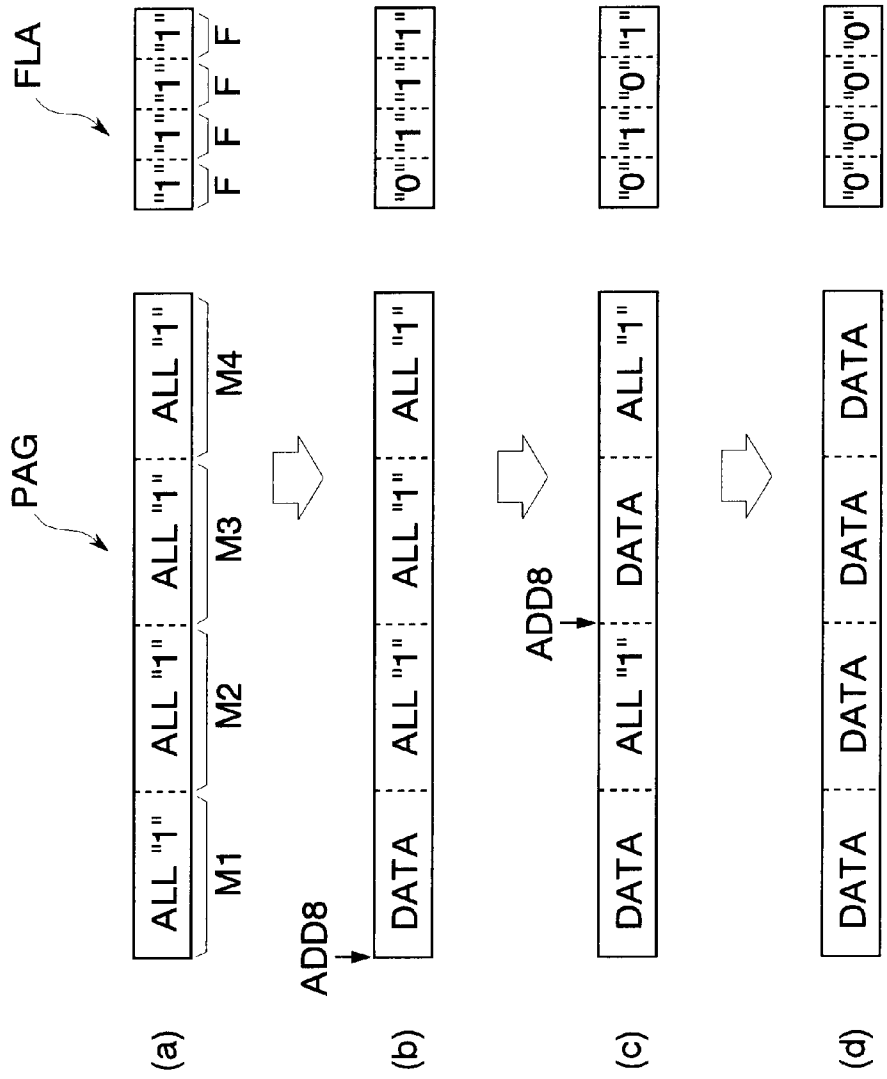 PAG FLA
(a) ALL "1" ALL "1" ALL "1" ALL "1" "1" "1" "1" "1"
M1 M2 M3 M4 F F F F
ADD8
(b) DATA ALL "1" ALL "1" ALL "1" "0" "1" "1" "1"
ADD8
(c) DATA ALL "1" DATA ALL "1" "0" "1" "0" "1"
(d) DATA DATA DATA DATA "0" "0" "0" "0"